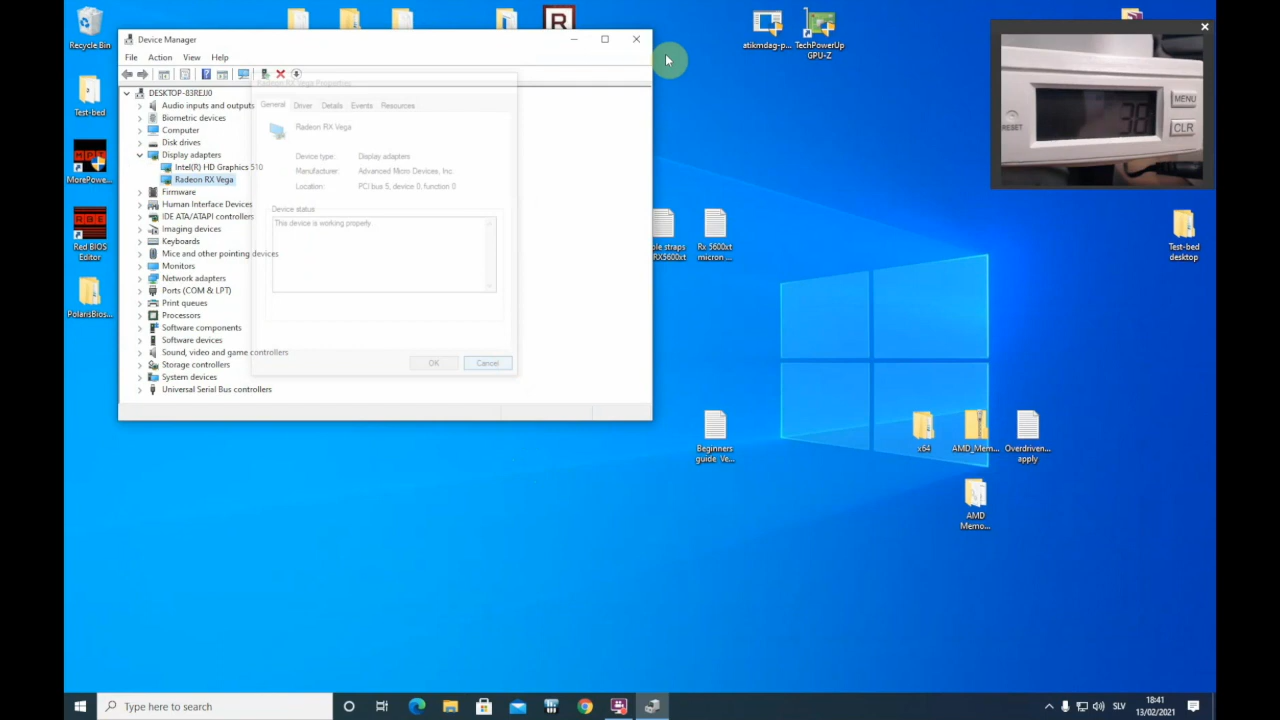 Recycle Bin
Test-bed
MorePowe...
Red BIOS
Editor
PolarisBios...
Device Manager
File Action View Help
DESKTOP-83REJJ0
Audio inputs and outputs
Biometric devices
Computer
Disk drives
Display adapters
Intel(R) HD Graphics 510
Radeon RX Vega
Firmware
Human Interface Devices
IDE ATA/ATAPI controllers
Imaging devices
Keyboards
Mice and other pointing devices
Monitors
Network adapters
Ports (COM & LPT)
Print queues
Processors
Software components
Software devices
Sound, video and game controllers
Storage controllers
System devices
Universal Serial Bus controllers
Radeon RX Vega Properties
General Driver Details Events Resources
Radeon RX Vega
Device type: Display adapters
Manufacturer: Advanced Micro Devices, Inc.
Location: PCI bus 5, device 0, function 0
Device status
This device is working properly.
OK Cancel
R
atikmdag-p...
TechPowerUp
GPU-Z
RESET
38
MENU
CLR
ble straps
RX5600xt
Rx 5600xt
micron ...
Test-bed
desktop
Beginners
guide Ve...
x64
AMD_Mem...
Overdriven...
apply
AMD
Memo...
Type here to search
SLV
18:41
13/02/2021